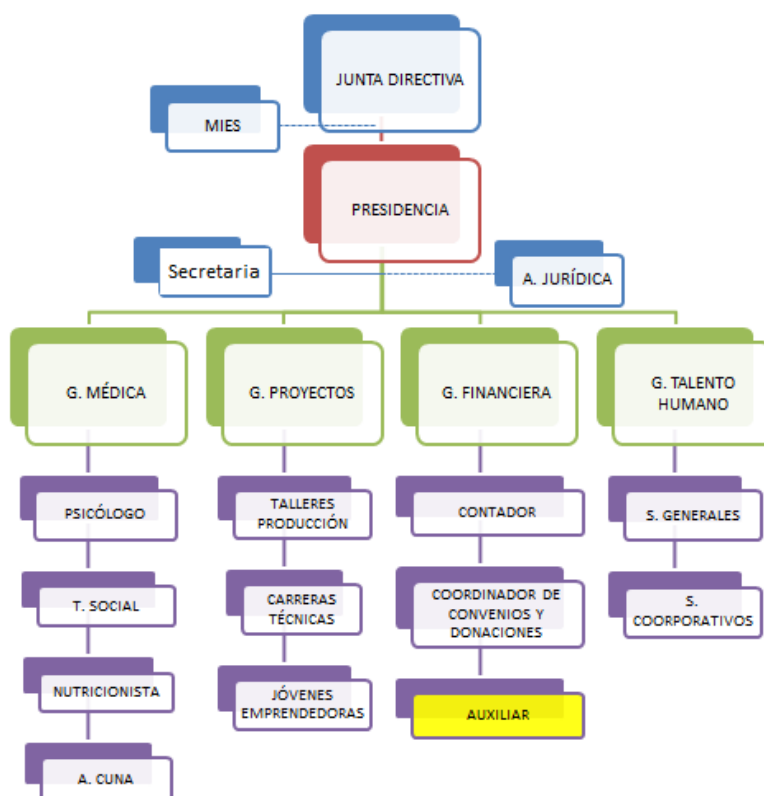 JUNTA DIRECTIVA
MIES
PRESIDENCIA
Secretaria
A. JURÍDICA
G. MÉDICA
G. PROYECTOS
G. FINANCIERA
G. TALENTO
HUMANO
PSICÓLOGO
TALLERES
PRODUCCIÓN
CONTADOR
S. GENERALES
T. SOCIAL
CARRERAS
TÉCNICAS
COORDINADOR DE
CONVENIOS Y
DONACIONES
S.
COORPORATIVOS
NUTRICIONISTA
JÓVENES
EMPRENDEDORAS
AUXILIAR
A. CUNA